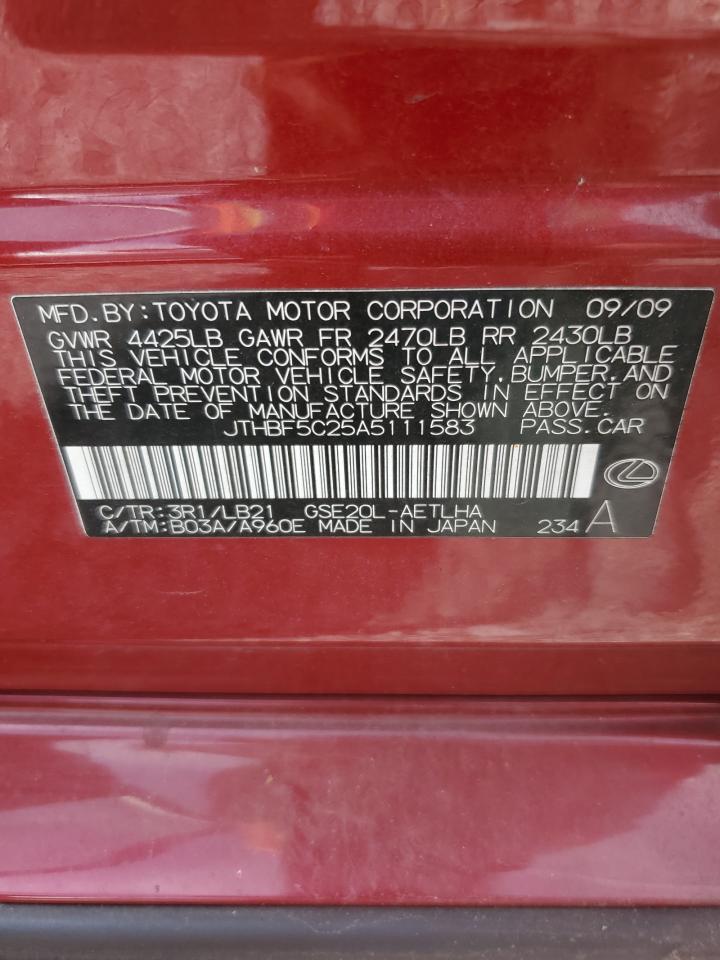 MFD.BY:TOYOTA MOTOR CORPORATION 09/09
GVWR 4425LB GAWR FR 2470LB RR 2430LB
THIS VEHICLE CONFORMS TO ALL APPLICABLE
FEDERAL MOTOR VEHICLE SAFETY,BUMPER,AND
THEFT PREVENTION STANDARDS IN EFFECT ON
THE DATE OF MANUFACTURE SHOWN ABOVE.
JTHBF5C25A5111583 PASS.CAR
C/TR:3R1/LB21 GSE20L-AETLHA
A/TM:B03A/A960E MADE IN JAPAN 234 A